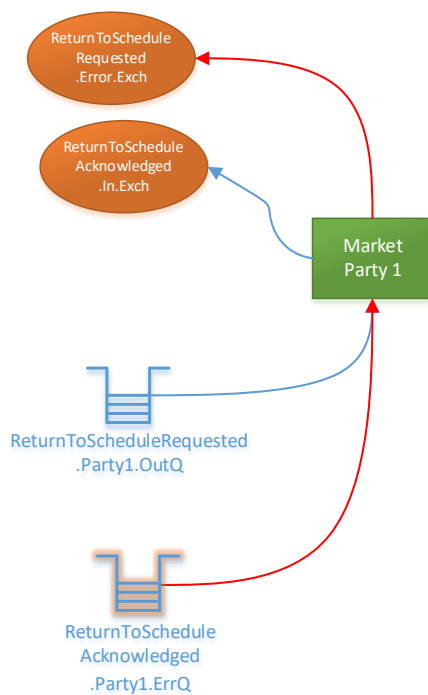 ReturnToSchedule
Requested
.Error.Exch
ReturnToSchedule
Acknowledged
.In.Exch
Market
Party 1
ReturnToScheduleRequested
.Party1.OutQ
ReturnToSchedule
Acknowledged
.Party1.ErrQ